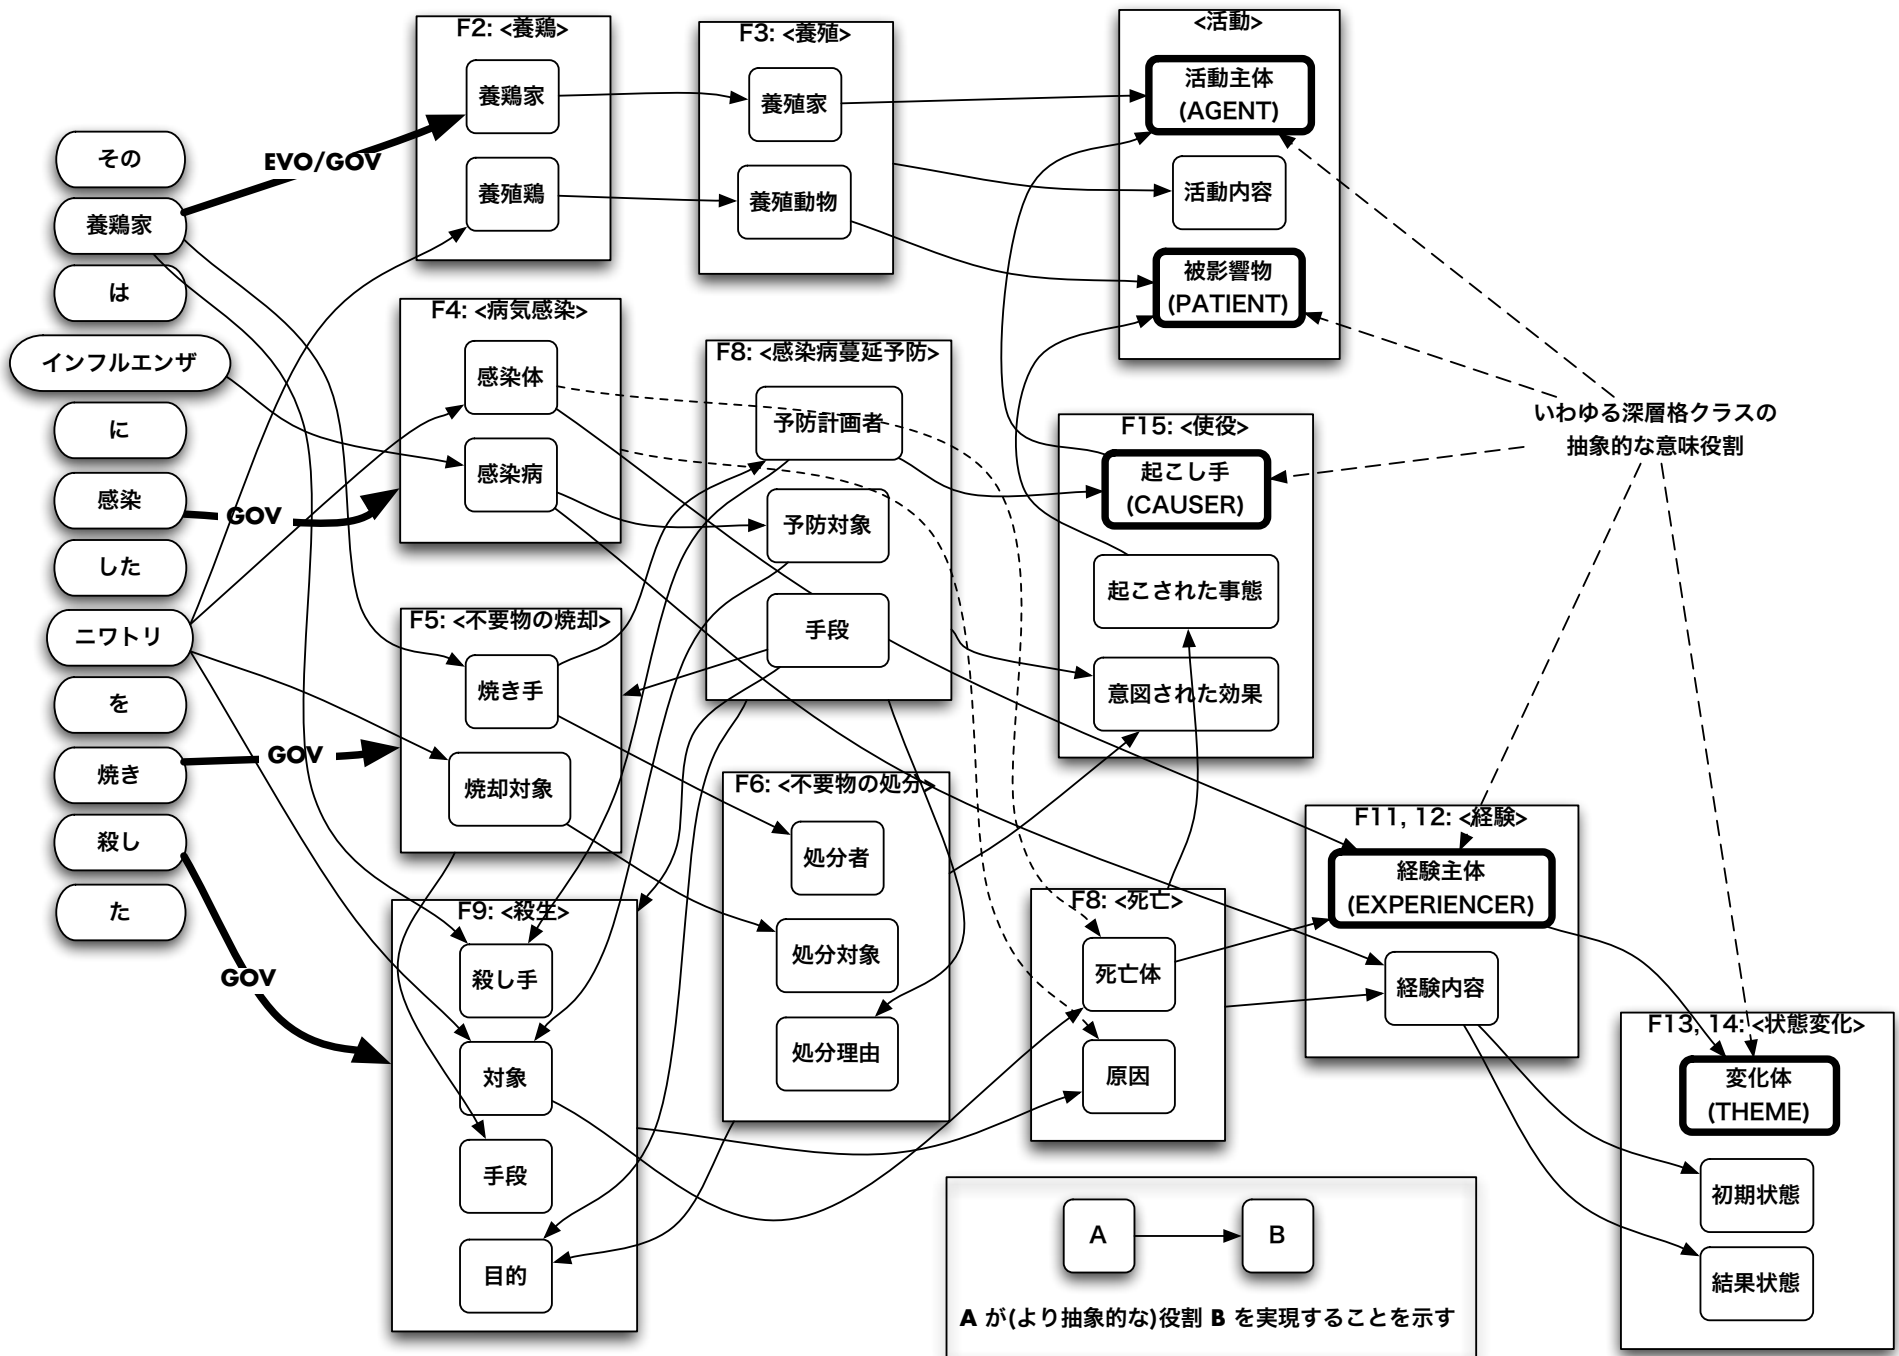 その
養鶏家
は
インフルエンザ
に
感染
した
ニワトリ
を
焼き
殺し
た
EVO/GOV
GOV
GOV
GOV
F2: <養鶏>
養鶏家
養殖鶏
F3: <養殖>
養殖家
養殖動物
<活動>
活動主体
(AGENT)
活動内容
被影響物
(PATIENT)
F4: <病気感染>
感染体
感染病
F8: <感染病蔓延予防>
予防計画者
予防対象
手段
F15: <使役>
起こし手
(CAUSER)
起こされた事態
意図された効果
いわゆる深層格クラスの
抽象的な意味役割
F5: <不要物の焼却>
焼き手
焼却対象
F6: <不要物の処分>
処分者
処分対象
処分理由
F9: <殺生>
殺し手
対象
手段
目的
F8: <死亡>
死亡体
原因
F11, 12: <経験>
経験主体
(EXPERIENCER)
経験内容
F13, 14: <状態変化>
変化体
(THEME)
初期状態
結果状態
A
B
A が(より抽象的な)役割 B を実現することを示す